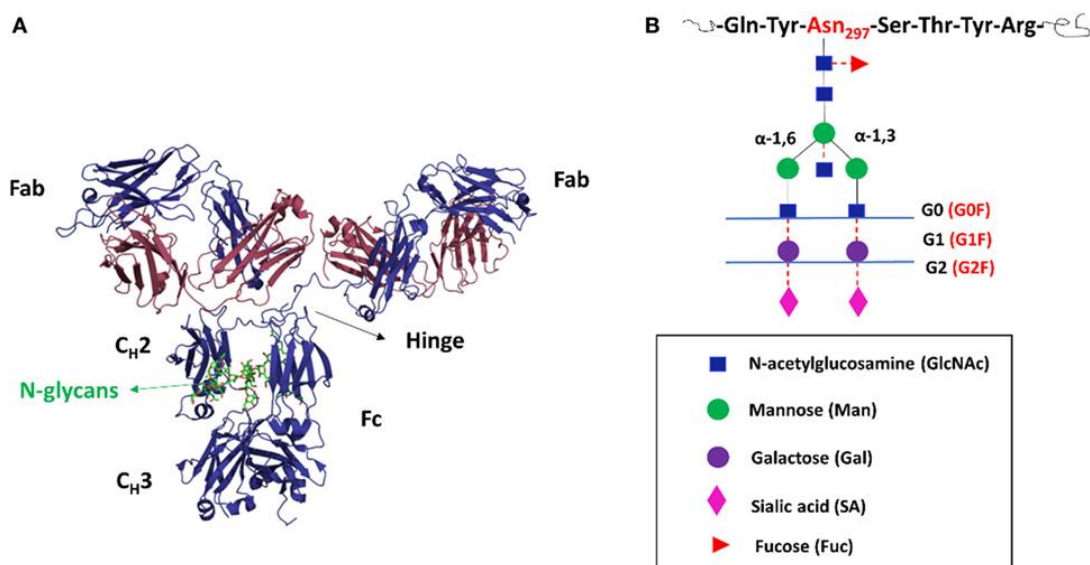 A
Fab
Fab
Hinge
CH2
N-glycans
Fc
CH3
B
-Gln-Tyr-Asn297-Ser-Thr-Tyr-Arg-
α-1,6
α-1,3
G0 (G0F)
G1 (G1F)
G2 (G2F)
N-acetylglucosamine (GlcNAc)
Mannose (Man)
Galactose (Gal)
Sialic acid (SA)
Fucose (Fuc)